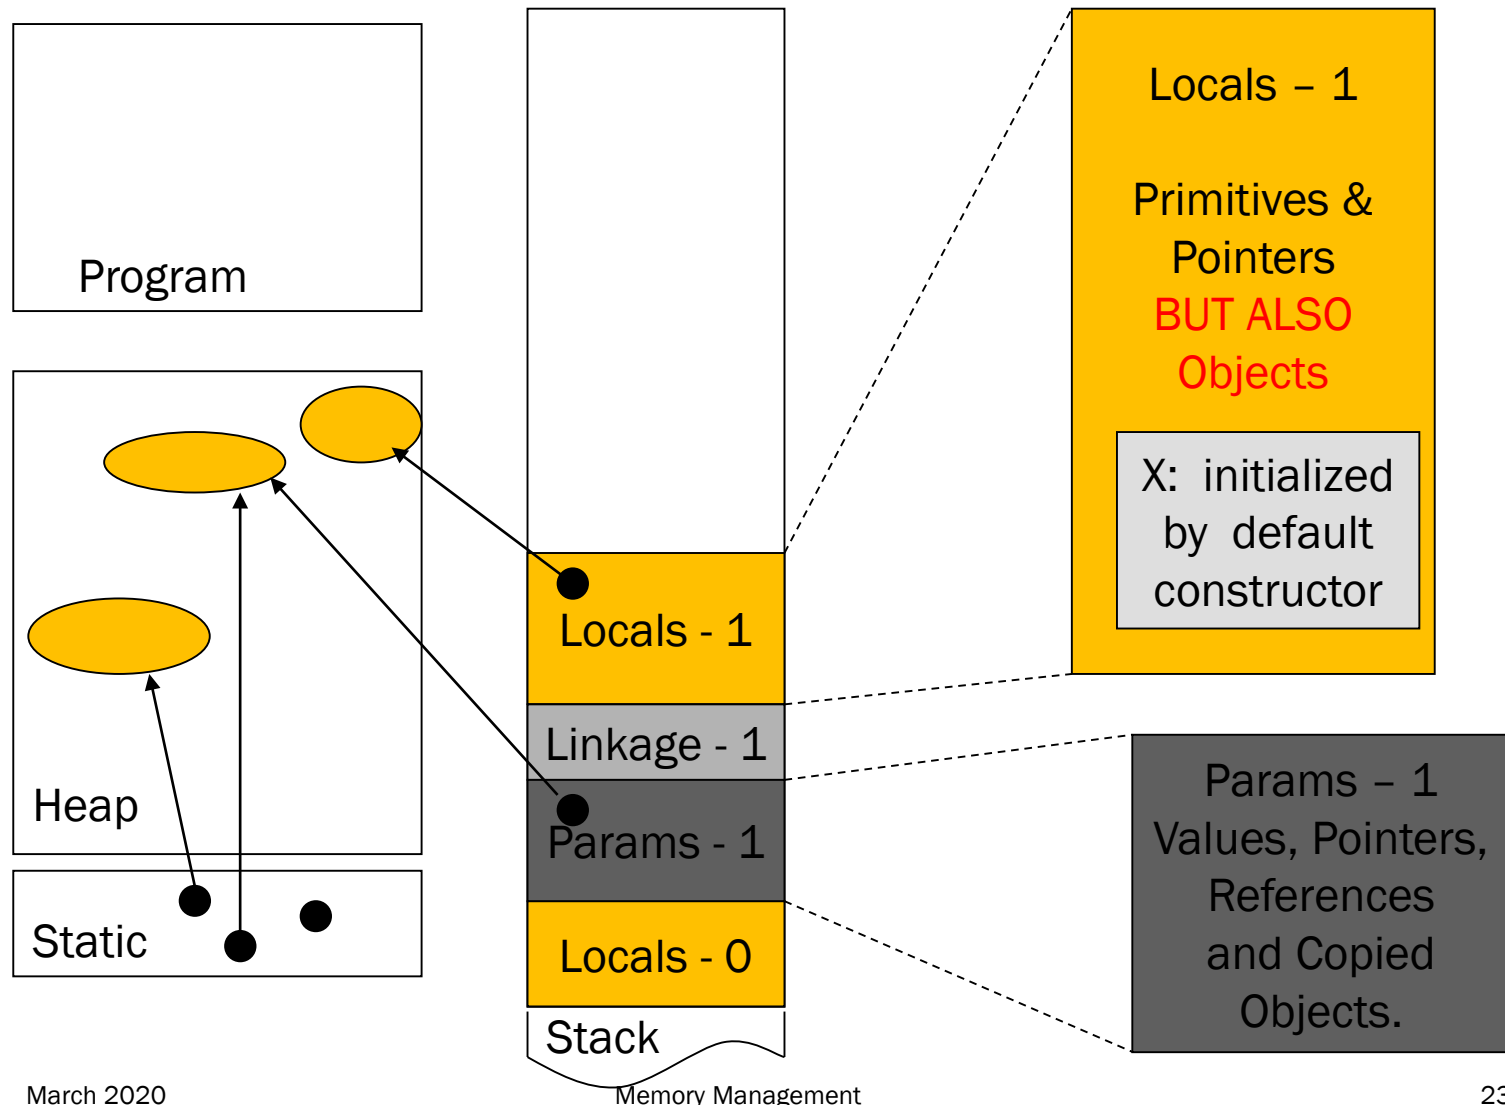 Program
Heap
Static
Locals - 1
Linkage - 1
Params - 1
Locals - 0
Stack
Locals – 1
Primitives &
Pointers
BUT ALSO
Objects
X: initialized
by default
constructor
Params – 1
Values, Pointers,
References
and Copied
Objects.
March 2020
Memory Management
23